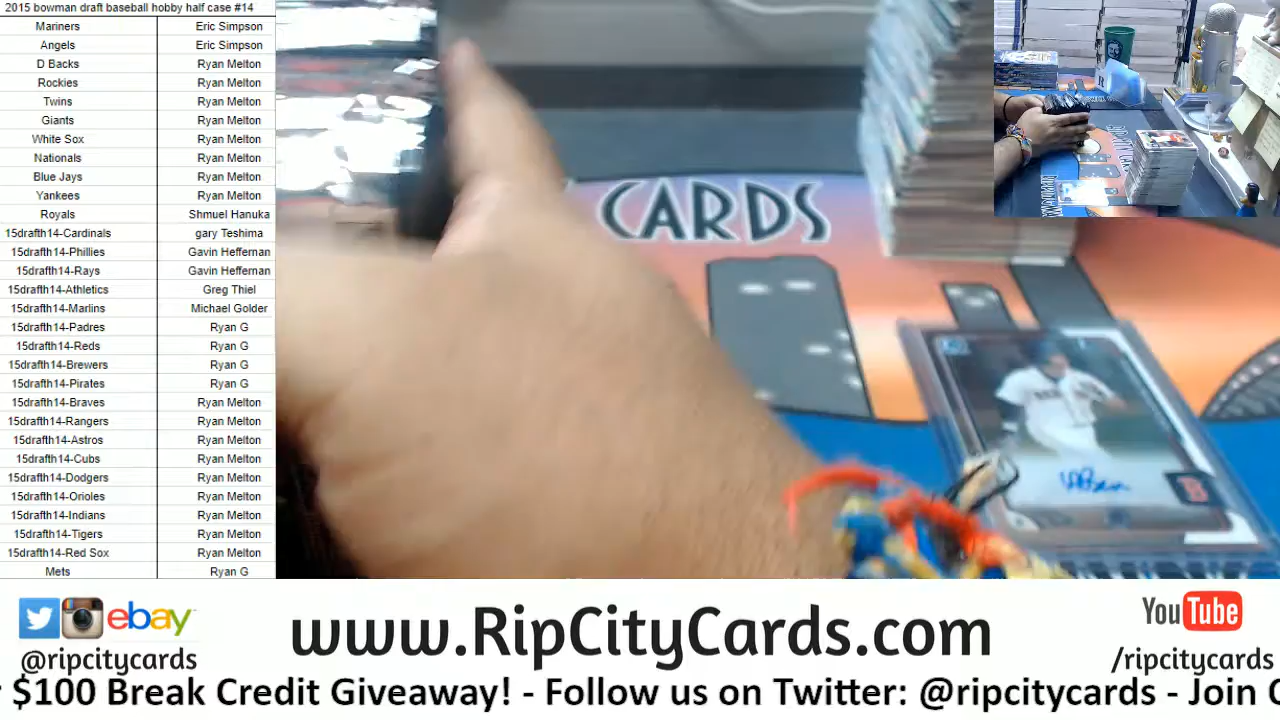 2015 bowman draft baseball hobby half case #14
Mariners Eric Simpson
Angels Eric Simpson
D Backs Ryan Melton
Rockies Ryan Melton
Twins Ryan Melton
Giants Ryan Melton
White Sox Ryan Melton
Nationals Ryan Melton
Blue Jays Ryan Melton
Yankees Ryan Melton
Royals Shmuel Hanuka
15drafth14-Cardinals gary Teshima
15drafth14-Phillies Gavin Heffernan
15drafth14-Rays Gavin Heffernan
15drafth14-Athletics Greg Thiel
15drafth14-Marlins Michael Golder
15drafth14-Padres Ryan G
15drafth14-Reds Ryan G
15drafth14-Brewers Ryan G
15drafth14-Pirates Ryan G
15drafth14-Braves Ryan Melton
15drafth14-Rangers Ryan Melton
15drafth14-Astros Ryan Melton
15drafth14-Cubs Ryan Melton
15drafth14-Dodgers Ryan Melton
15drafth14-Orioles Ryan Melton
15drafth14-Indians Ryan Melton
15drafth14-Tigers Ryan Melton
15drafth14-Red Sox Ryan Melton
Mets Ryan G
CARDS
B
ebay
@ripcitycards
www.RipCityCards.com
YouTube
/ripcitycards
$100 Break Credit Giveaway! - Follow us on Twitter: @ripcitycards - Join